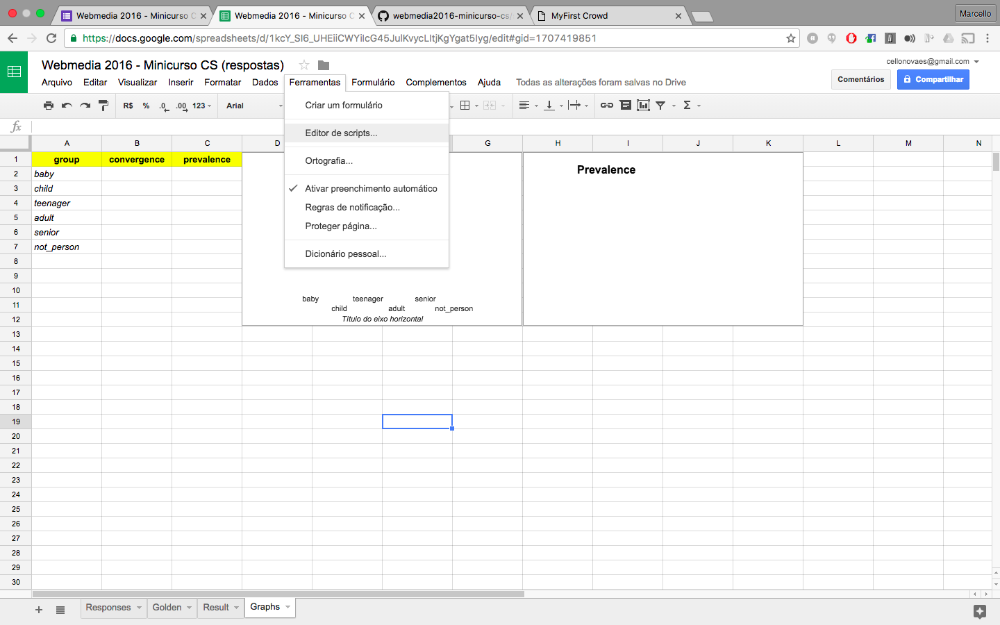 Webmedia 2016 - Minicurso C
Webmedia 2016 - Minicurso C
webmedia2016-minicurso-cs/
MyFirst Crowd
Marcello
https://docs.google.com/spreadsheets/d/1kcY_SI6_UHEiiCWYilcG45JulKvycLltjKgYgat5lyg/edit#gid=1707419851
Webmedia 2016 - Minicurso CS (respostas)
cellonovaes@gmail.com
Arquivo Editar Visualizar Inserir Formatar Dados Ferramentas Formulário Complementos Ajuda Todas as alterações foram salvas no Drive
Comentários
Compartilhar
R$ % .0 .00 123 Arial
Criar um formulário
Editor de scripts...
Ortografia...
Ativar preenchimento automático
Regras de notificação...
Proteger página...
Dicionário pessoal...
fx
A B C D G H I J K L M N
1 group convergence prevalence
2 baby
3 child
4 teenager
5 adult
6 senior
7 not_person
8
9
10
11
12
13
14
15
16
17
18
19
20
21
22
23
24
25
26
27
28
29
30
Prevalence
baby teenager senior
child adult not_person
Título do eixo horizontal
Responses Golden Result Graphs